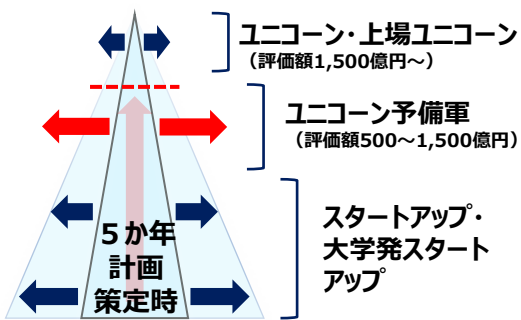 ユニコーン・上場ユニコーン
（評価額1,500億円～）
ユニコーン予備軍
（評価額500～1,500億円）
スタートアップ・
大学発スタート
アップ
５か年
計画
策定時